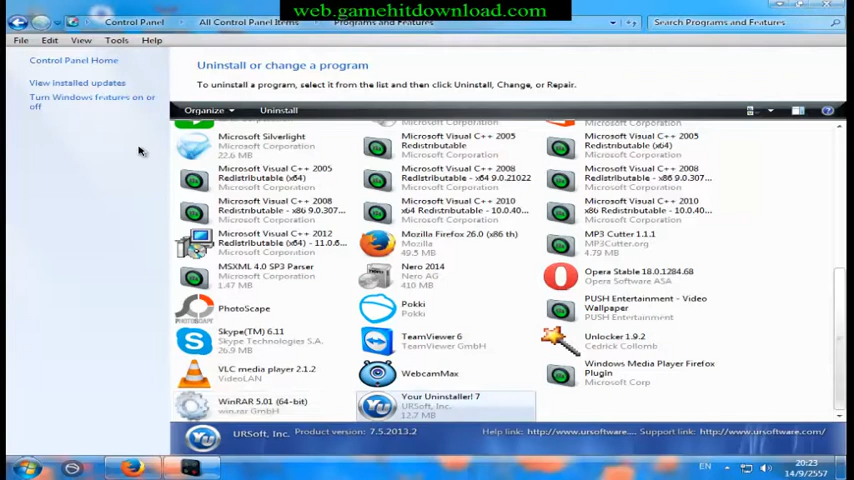 web.gamehitdownload.com
Control Panel
All Control Panel Items
Programs and Features
Search Programs and Features
File Edit View Tools Help
Control Panel Home
View installed updates
Turn Windows features on or
off
Uninstall or change a program
To uninstall a program, select it from the list and then click Uninstall, Change, or Repair.
Organize
Uninstall
Microsoft Corporation
Microsoft Corporation
Microsoft Silverlight
Microsoft Corporation
22.6 MB
Microsoft Visual C++ 2005
Redistributable
Microsoft Corporation
Microsoft Visual C++ 2005
Redistributable (x64)
Microsoft Corporation
Microsoft Visual C++ 2005
Redistributable (x64)
Microsoft Corporation
Microsoft Visual C++ 2008
Redistributable - x64 9.0.21022
Microsoft Corporation
Microsoft Visual C++ 2008
Redistributable - x86 9.0.307...
Microsoft Corporation
Microsoft Visual C++ 2008
Redistributable - x86 9.0.307...
Microsoft Corporation
Microsoft Visual C++ 2010
x64 Redistributable - 10.0.40...
Microsoft Corporation
Microsoft Visual C++ 2010
x86 Redistributable - 10.0.40...
Microsoft Corporation
Microsoft Visual C++ 2012
Redistributable (x64) - 11.0.6...
Microsoft Corporation
Mozilla Firefox 26.0 (x86 th)
Mozilla
49.5 MB
MP3 Cutter 1.1.1
MP3Cutter.org
4.79 MB
MSXML 4.0 SP3 Parser
Microsoft Corporation
1.47 MB
Nero 2014
Nero AG
410 MB
Opera Stable 18.0.1284.68
Opera Software ASA
PHOTOSCAPE
PhotoScape
Pokki
Pokki
PUSH Entertainment - Video
Wallpaper
PUSH Entertainment
Skype(TM) 6.11
Skype Technologies S.A.
26.9 MB
TeamViewer 6
TeamViewer GmbH
Unlocker 1.9.2
Cedrick Collomb
VLC media player 2.1.2
VideoLAN
WebcamMax
Windows Media Player Firefox
Plugin
Microsoft Corp
WinRAR 5.01 (64-bit)
win.rar GmbH
Your Uninstaller! 7
URSoft, Inc.
12.7 MB
URSoft, Inc. Product version: 7.5.2013.2
Help link: http://www.ursoftware.... Support link: http://www.ursoftware.com/
EN
20:23
14/9/2557